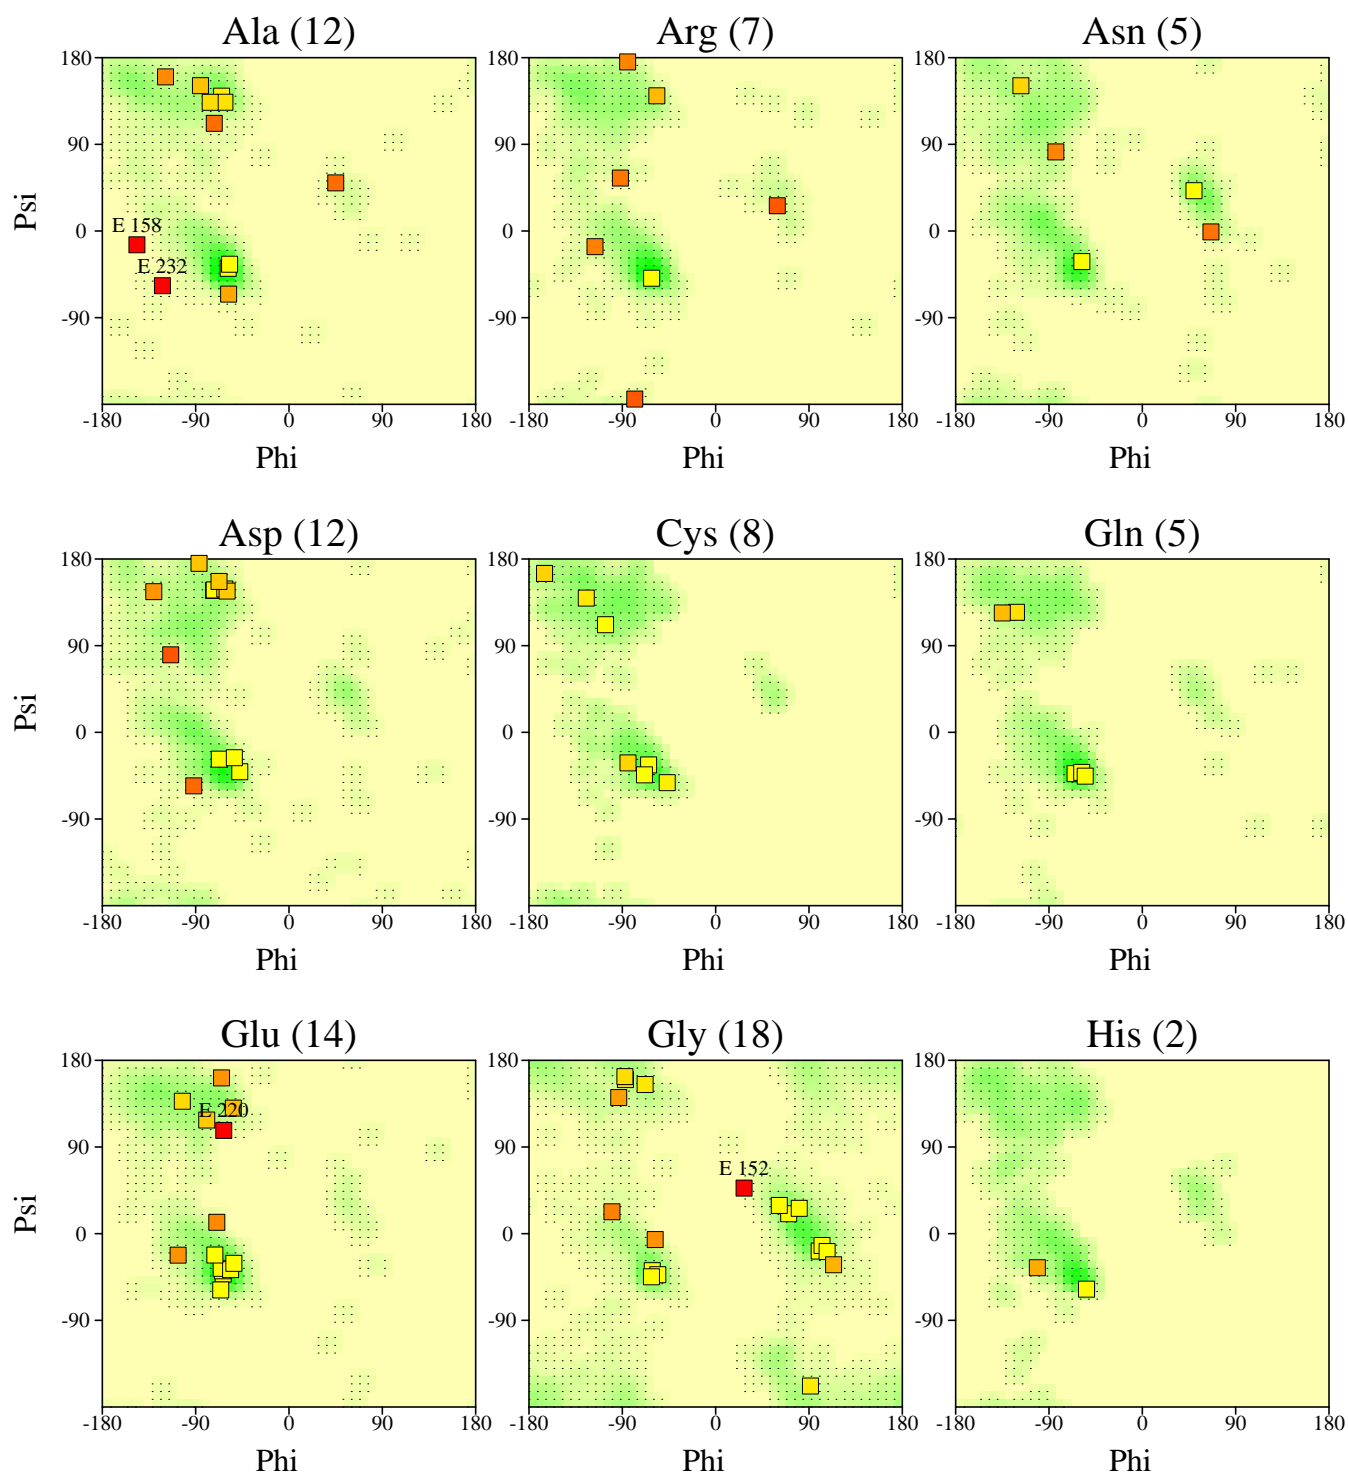 Ala (12) Arg (7) Asn (5)
180 180 180
90 90 90
Psi 0 0 0
E 158
E 232
-90 -90 -90
-180 -90 0 90 180 -180 -90 0 90 180 -180 -90 0 90 180
Phi Phi Phi
Asp (12) Cys (8) Gln (5)
180 180 180
90 90 90
Psi 0 0 0
-90 -90 -90
-180 -90 0 90 180 -180 -90 0 90 180 -180 -90 0 90 180
Phi Phi Phi
Glu (14) Gly (18) His (2)
180 180 180
E 220
90 90 90
E 152
Psi 0 0 0
-90 -90 -90
-180 -90 0 90 180 -180 -90 0 90 180 -180 -90 0 90 180
Phi Phi Phi